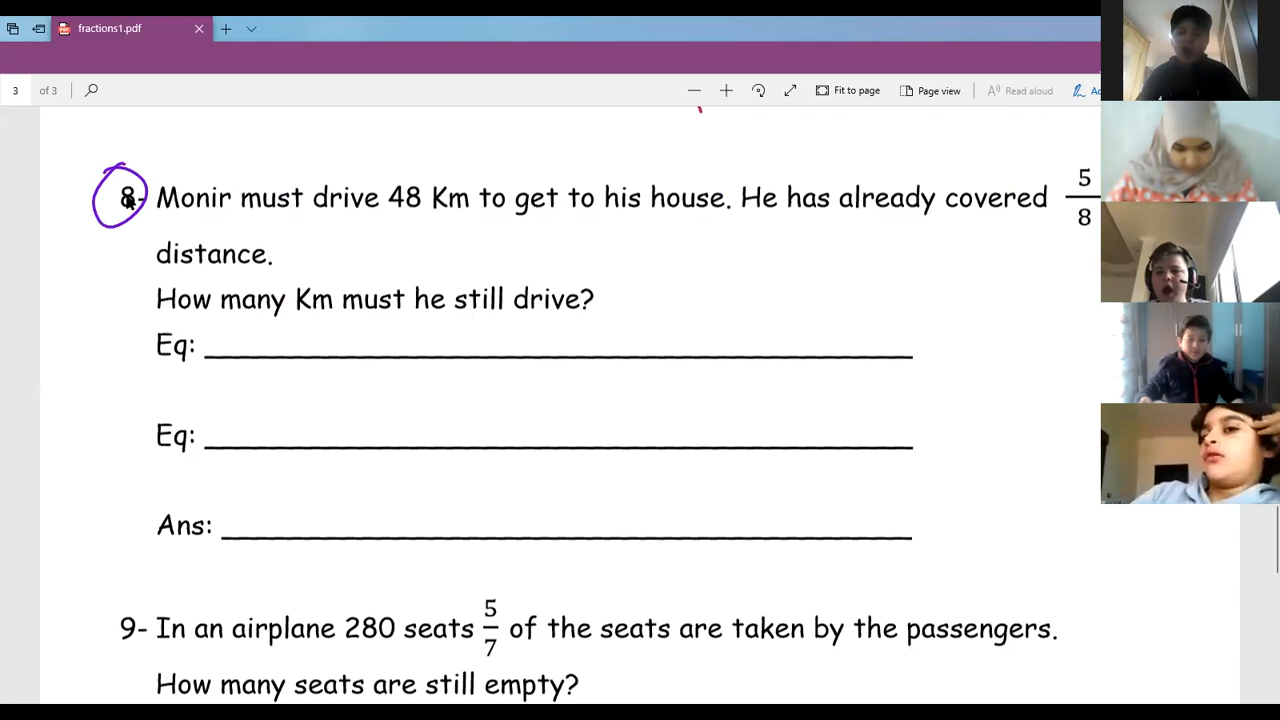 fractions1.pdf
3 of 3 Fit to page Page view Read aloud
8- Monir must drive 48 Km to get to his house. He has already covered 5/8
distance.
How many Km must he still drive?
Eq: ____________________
Eq: ____________________
Ans: ____________________
9- In an airplane 280 seats 5/7 of the seats are taken by the passengers.
How many seats are still empty?